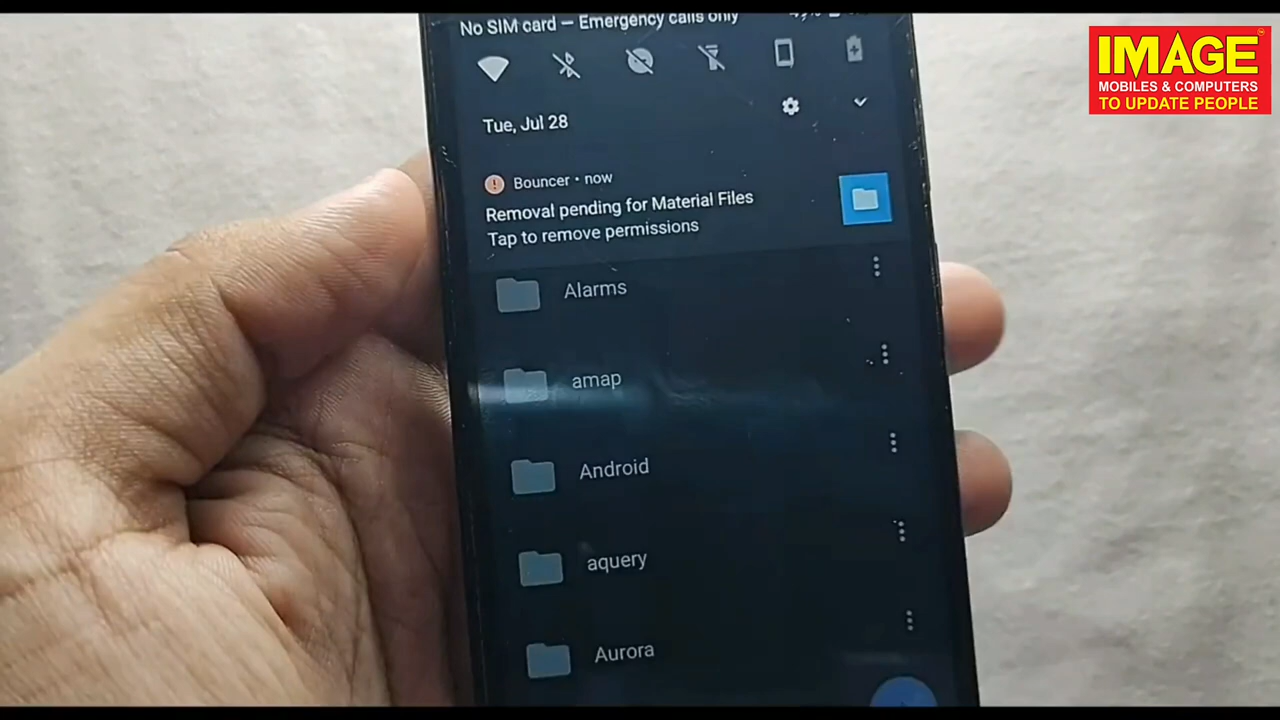 No SIM card — Emergency calls only
IMAGE
MOBILES & COMPUTERS
TO UPDATE PEOPLE
Tue, Jul 28
Bouncer • now
Removal pending for Material Files
Tap to remove permissions
Alarms
amap
Android
aquery
Aurora